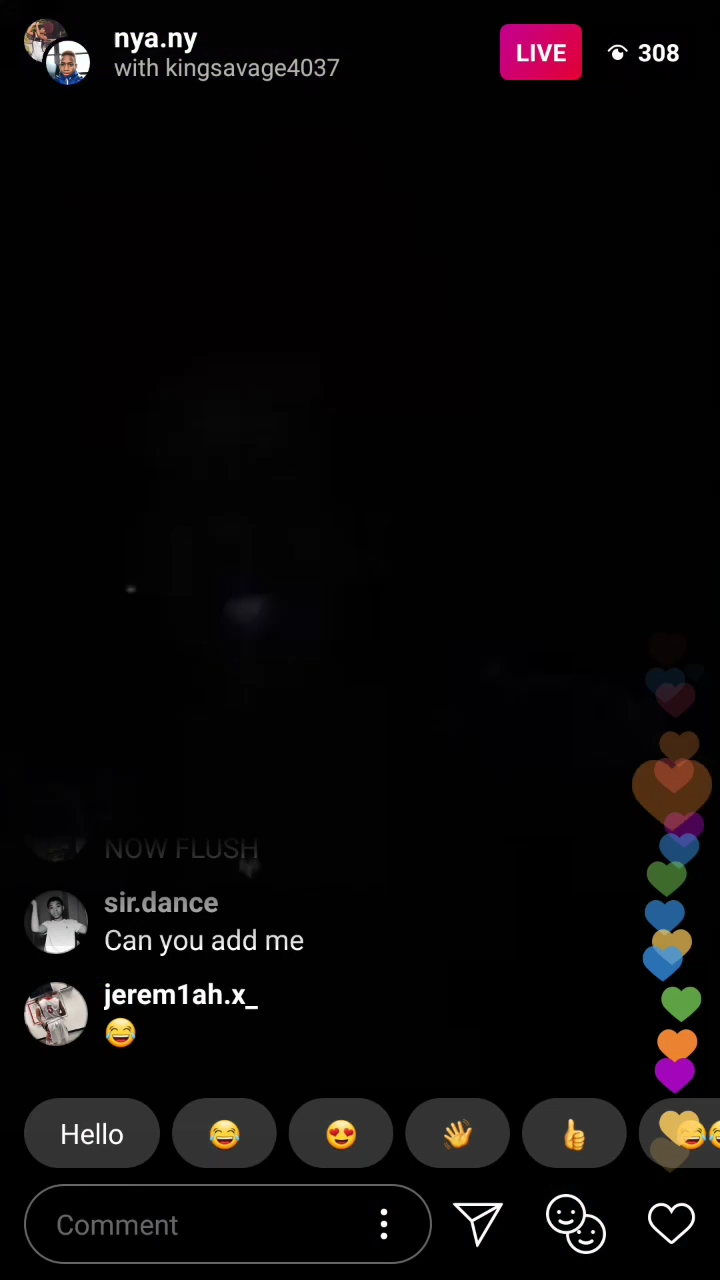 nya.ny
with kingsavage4037
LIVE
308
NOW FLUSH
sir.dance
Can you add me
jerem1ah.x_
😂
Hello 😂 😍 👋 👍 😂😂
Comment